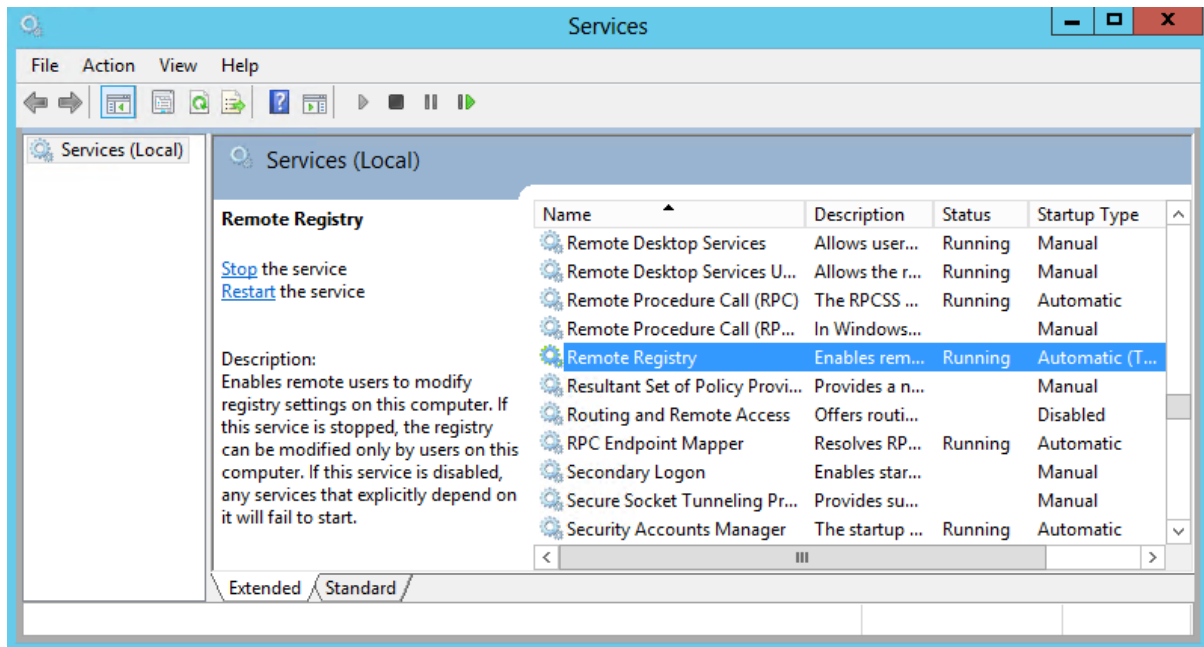 Services
File Action View Help
Services (Local)
Services (Local)
Remote Registry
Stop the service
Restart the service
Description:
Enables remote users to modify
registry settings on this computer. If
this service is stopped, the registry
can be modified only by users on this
computer. If this service is disabled,
any services that explicitly depend on
it will fail to start.
Name Description Status Startup Type
Remote Desktop Services Allows user... Running Manual
Remote Desktop Services U... Allows the r... Running Manual
Remote Procedure Call (RPC) The RPCSS ... Running Automatic
Remote Procedure Call (RP... In Windows... Manual
Remote Registry Enables rem... Running Automatic (T...
Resultant Set of Policy Provi... Provides a n... Manual
Routing and Remote Access Offers routi... Disabled
RPC Endpoint Mapper Resolves RP... Running Automatic
Secondary Logon Enables star... Manual
Secure Socket Tunneling Pr... Provides su... Manual
Security Accounts Manager The startup ... Running Automatic
Extended Standard